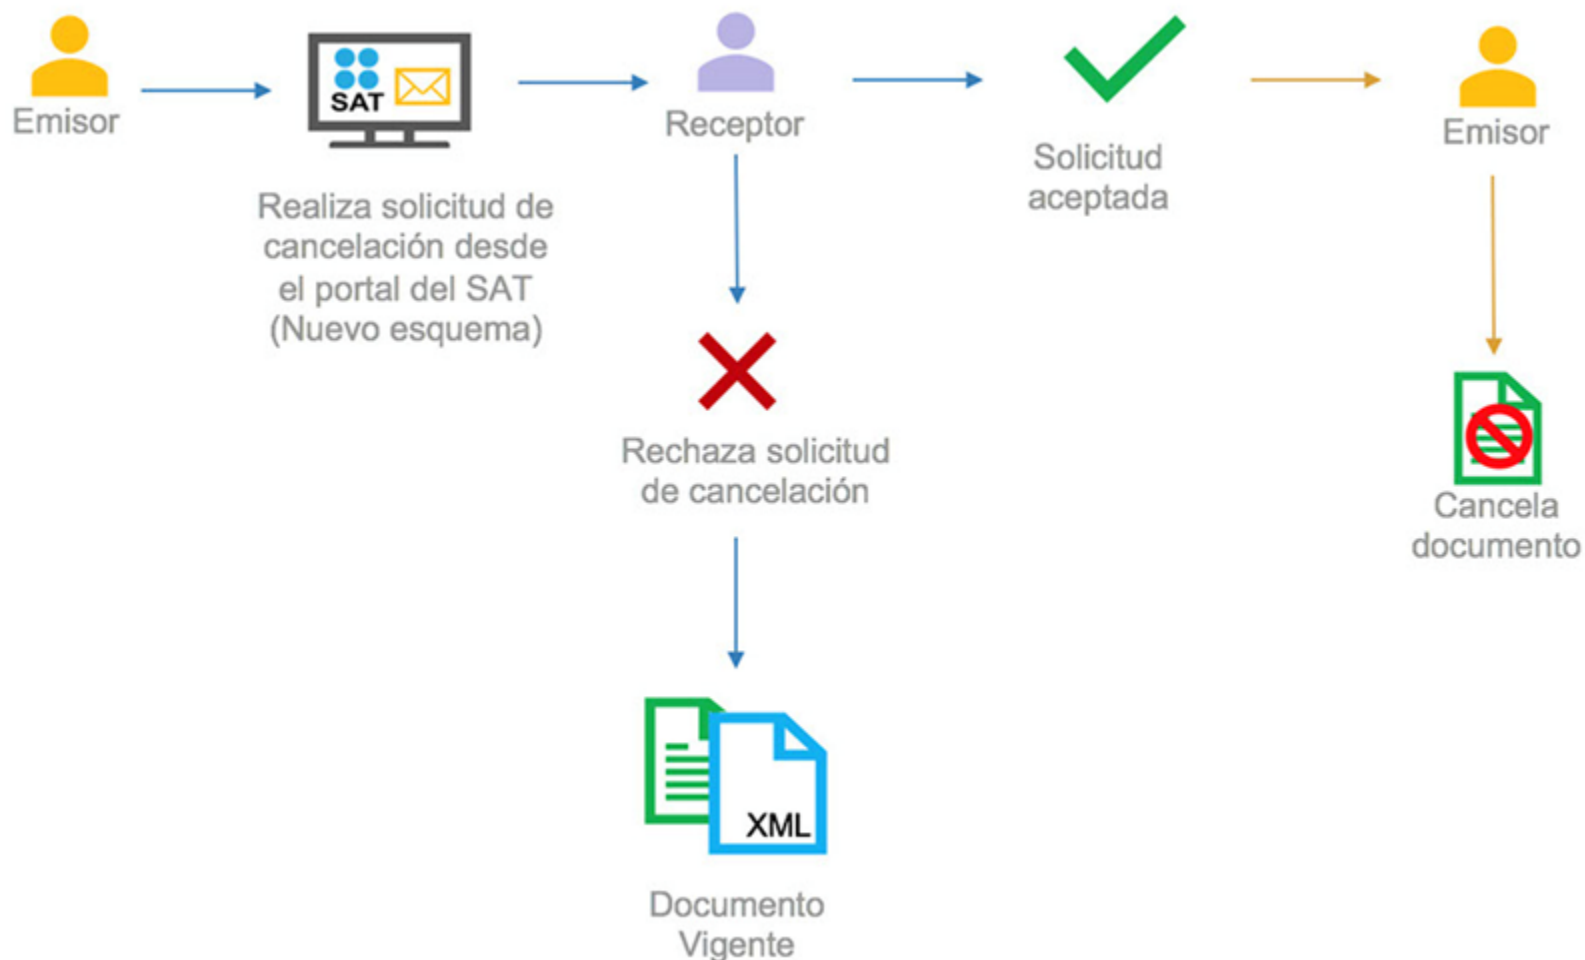 SAT
Emisor
Receptor
Emisor
Solicitud
aceptada
Realiza solicitud de
cancelación desde
el portal del SAT
(Nuevo esquema)
Rechaza solicitud
de cancelación
Cancela
documento
XML
Documento
Vigente